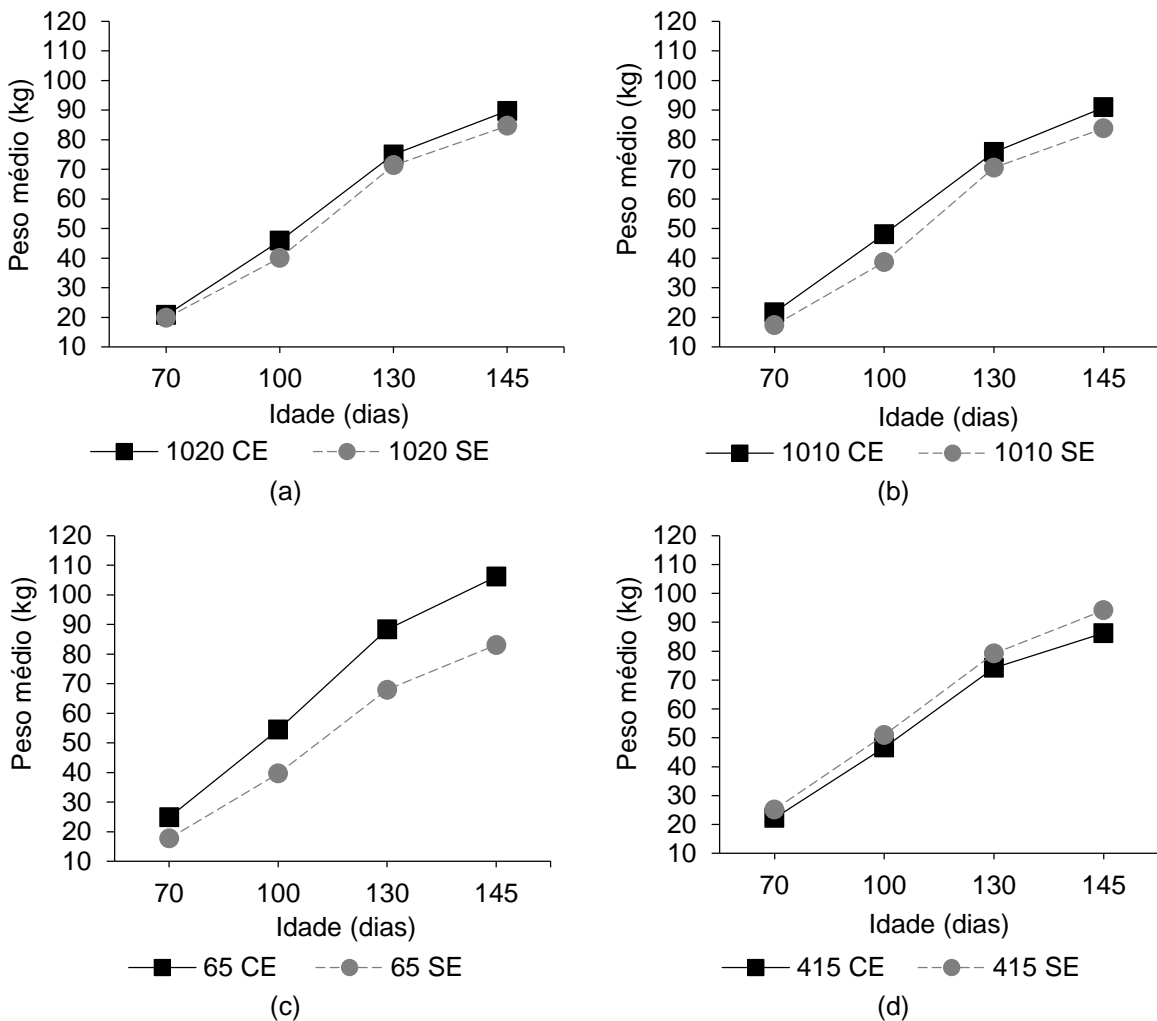 Peso médio (kg)
120
110
100
90
80
70
60
50
40
30
20
10
70 100 130 145
Idade (dias)
1020 CE 1020 SE
(a)
Peso médio (kg)
120
110
100
90
80
70
60
50
40
30
20
10
70 100 130 145
Idade (dias)
1010 CE 1010 SE
(b)
Peso médio (kg)
120
110
100
90
80
70
60
50
40
30
20
10
70 100 130 145
Idade (dias)
65 CE 65 SE
(c)
Peso médio (kg)
120
110
100
90
80
70
60
50
40
30
20
10
70 100 130 145
Idade (dias)
415 CE 415 SE
(d)